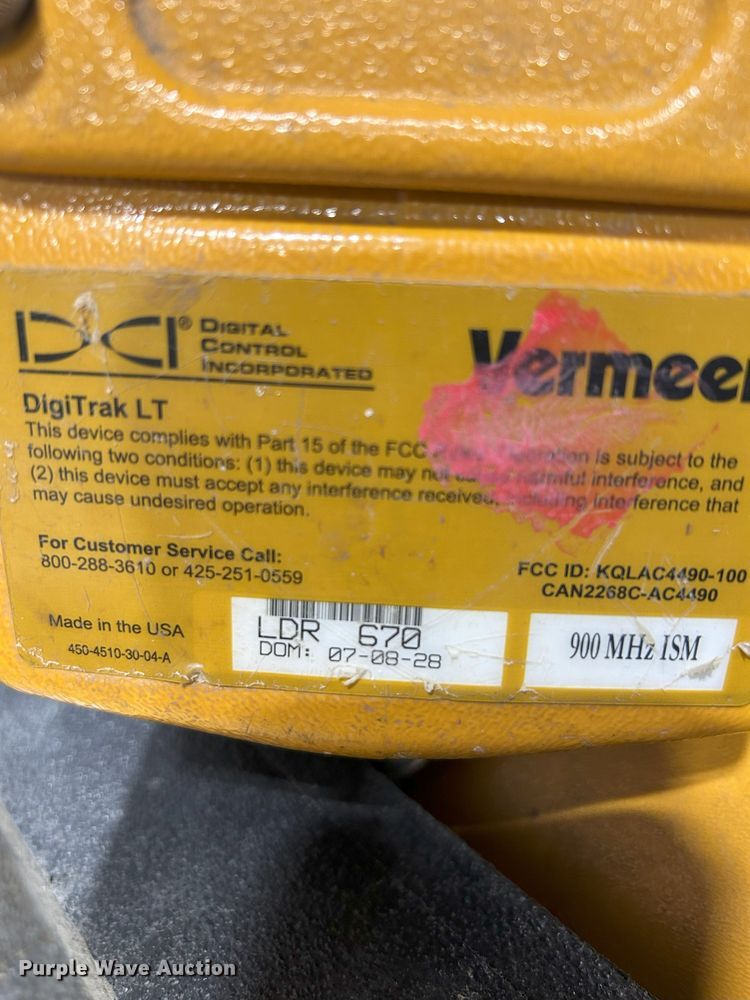 DCI® DIGITAL
CONTROL
INCORPORATED
Vermeer
DigiTrak LT
This device complies with Part 15 of the FCC is subject to the
following two conditions: (1) this device may not harmful interference, and
(2) this device must accept any interference received, including interference that
may cause undesired operation.
For Customer Service Call:
800-288-3610 or 425-251-0559
FCC ID: KQLAC4490-100
CAN2268C-AC4490
Made in the USA
450-4510-30-04-A
LDR 670
DOM: 07-08-28
900 MHz ISM
Purple Wave Auction